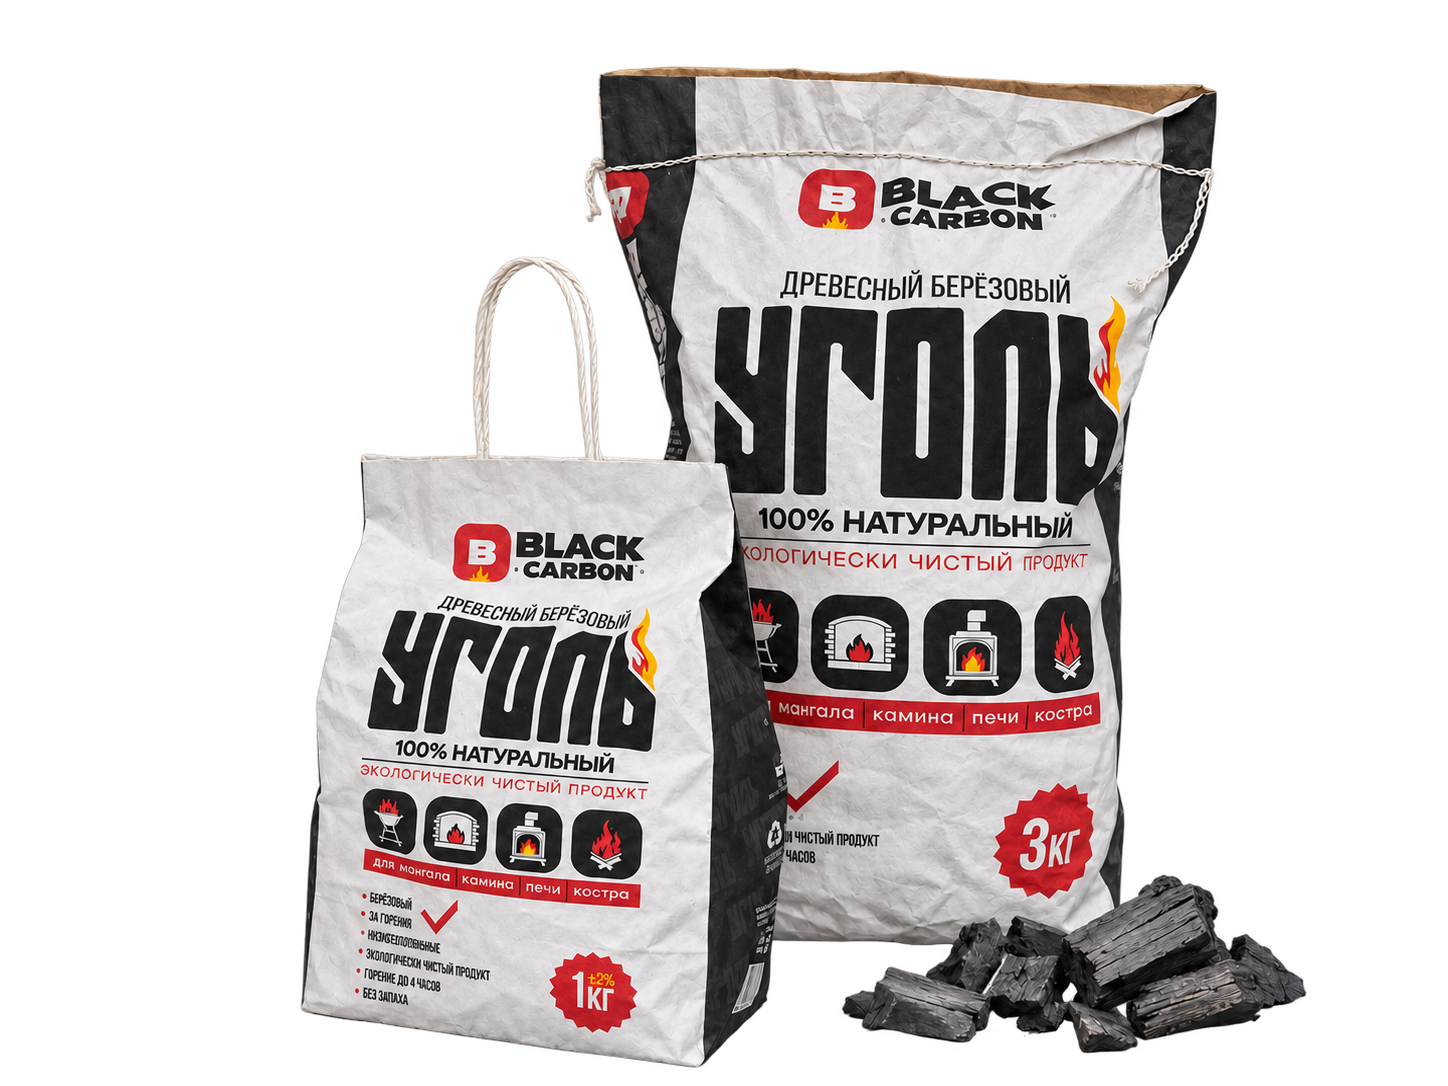 B BLACK
CARBON
ДРЕВЕСНЫЙ БЕРЁЗОВЫЙ
УГОЛЬ
100% НАТУРАЛЬНЫЙ
КОЛОГИЧЕСКИ ЧИСТЫЙ ПРОДУКТ
мангала | камина | печи | костра
ЧИСТЫЙ ПРОДУКТ
ЧАСОВ
3КГ
B BLACK
CARBON
ДРЕВЕСНЫЙ БЕРЁЗОВЫЙ
УГОЛЬ
100% НАТУРАЛЬНЫЙ
ЭКОЛОГИЧЕСКИ ЧИСТЫЙ ПРОДУКТ
для мангала | камина | печи | костра
• БЕРЁЗОВЫЙ
• ЗА ГОРЕНИЯ
• ЭКОЛОГИЧЕСКИ ЧИСТЫЙ ПРОДУКТ
• ГОРЕНИЕ ДО 4 ЧАСОВ
• БЕЗ ЗАПАХА
±2%
1КГ